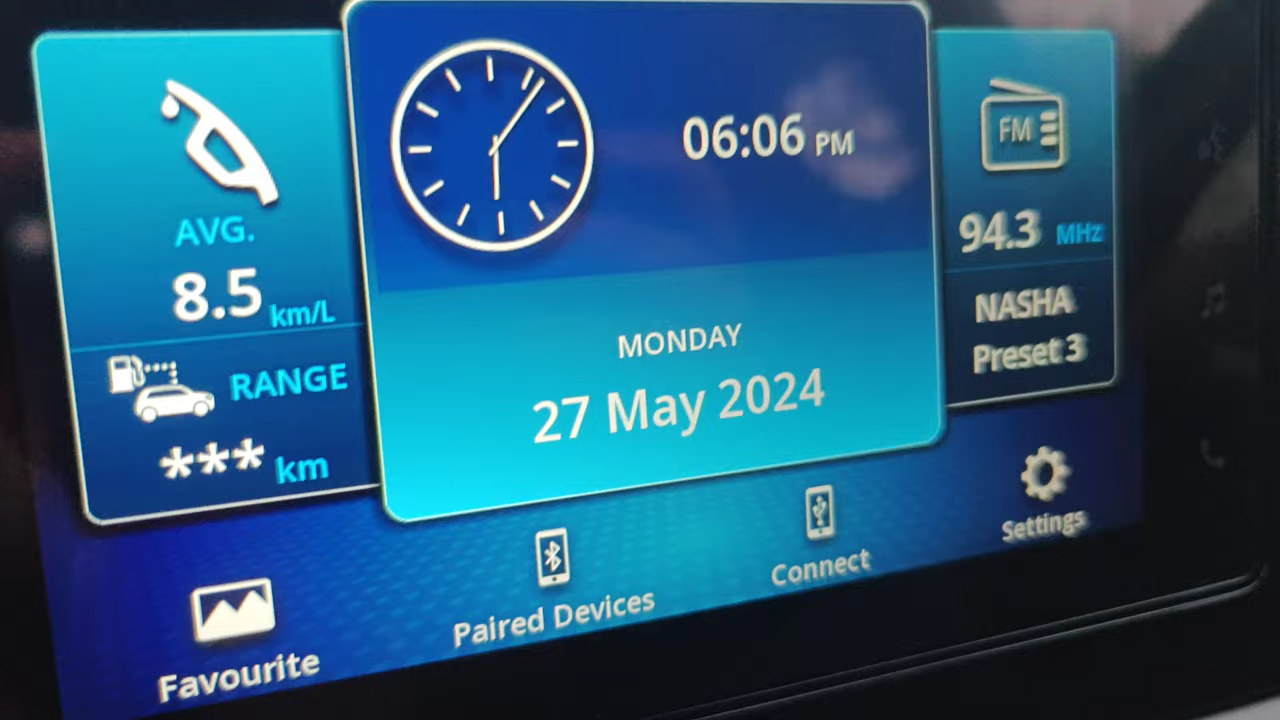 AVG.
8.5 km/L
RANGE
*** km
06:06 PM
MONDAY
27 May 2024
FM
94.3 MHz
NASHA
Preset 3
Favourite
Paired Devices
Connect
Settings